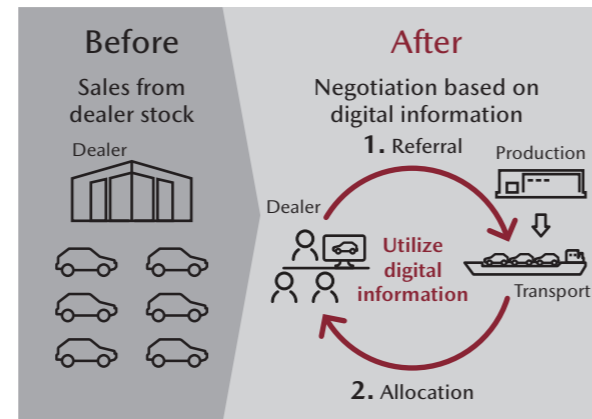 Before
Sales from
dealer stock
Dealer
After
Negotiation based on
digital information
1. Referral
Production
Dealer
Utilize
digital
information
Transport
2. Allocation